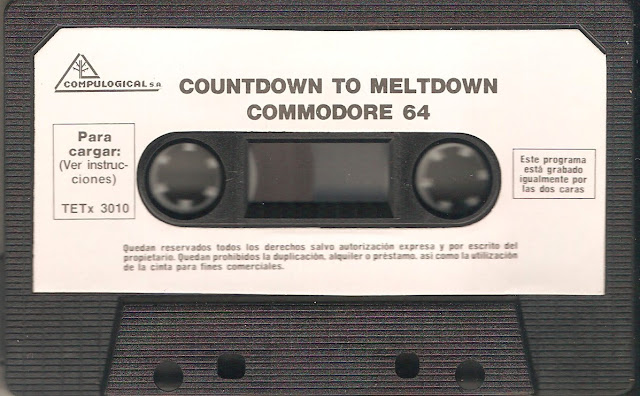 COMPULOGICAL S A
COUNTDOWN TO MELTDOWN
COMMODORE 64
Para
cargar:
(Ver instruc-
ciones)
TETx 3010
Este programa
está grabado
igualmente por
las dos caras
Quedan reservados todos los derechos salvo autorización expresa y por escrito del
propietario. Quedan prohibidos la duplicación, alquiler o préstamo, asi como la utilización
de la cinta para fines comerciales.